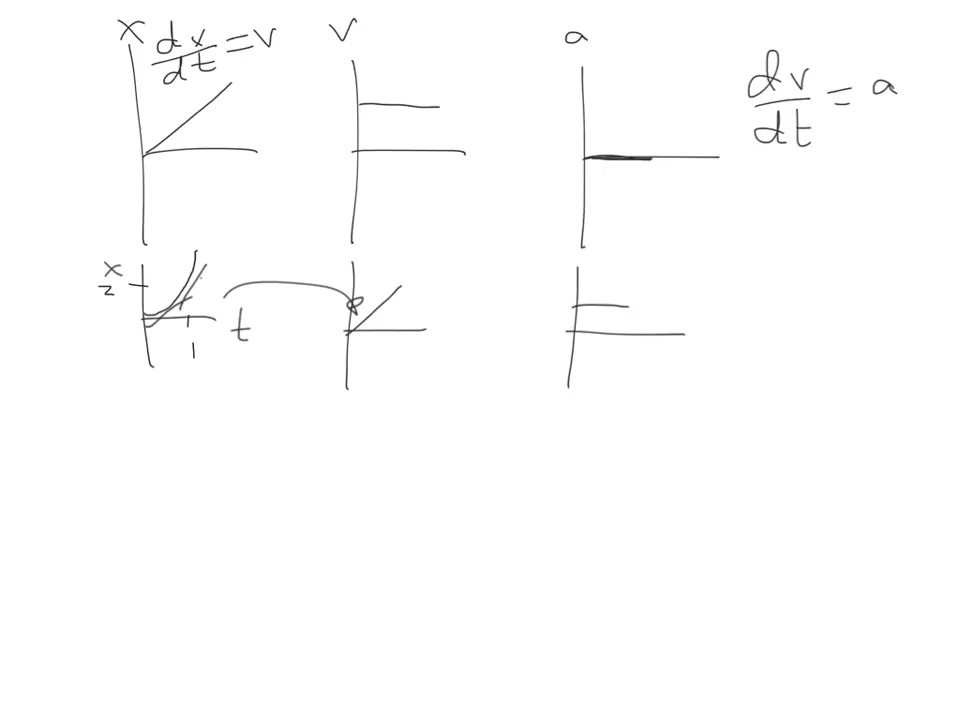 x dx/dt = v
v
a
dv/dt = a
x
2
t
1